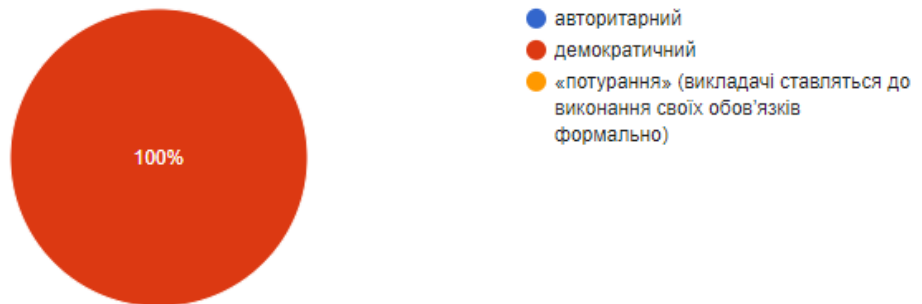 100%
авторитарний
демократичний
«потурання» (викладачі ставляться до
виконання своїх обов'язків
формально)